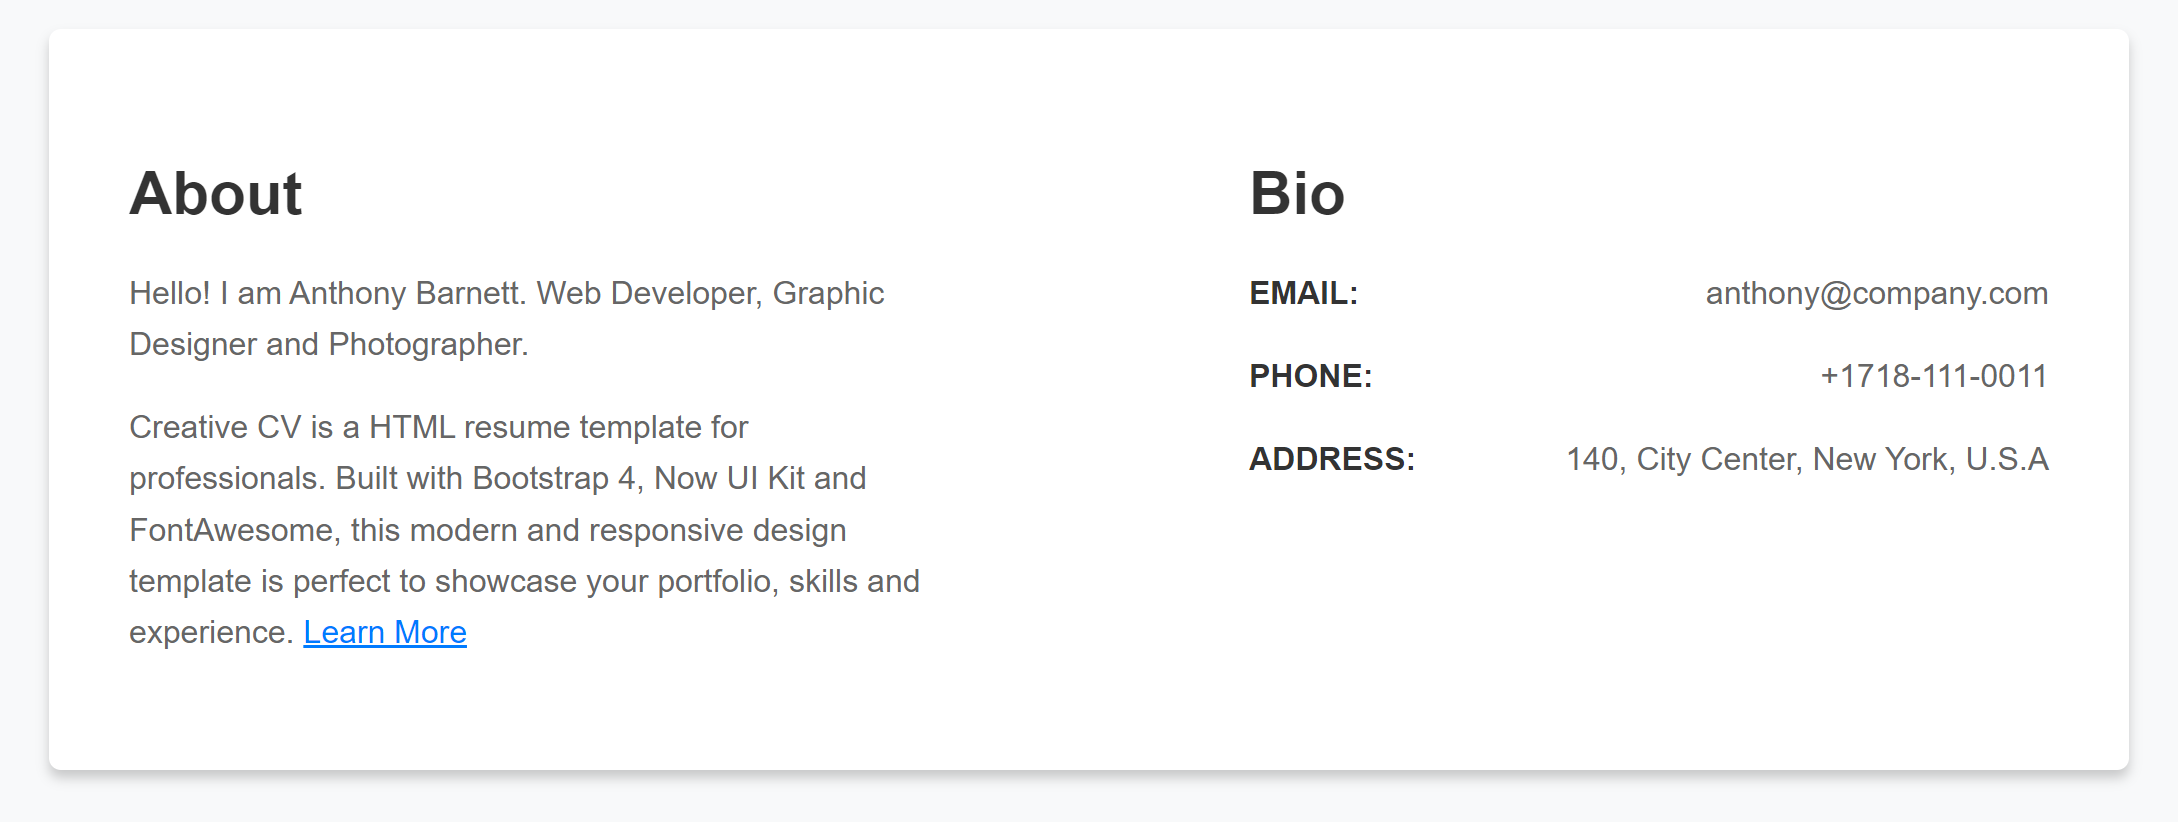 About
Hello! I am Anthony Barnett. Web Developer, Graphic
Designer and Photographer.
Creative CV is a HTML resume template for
professionals. Built with Bootstrap 4, Now UI Kit and
FontAwesome, this modern and responsive design
template is perfect to showcase your portfolio, skills and
experience. Learn More
Bio
EMAIL: anthony@company.com
PHONE: +1718-111-0011
ADDRESS: 140, City Center, New York, U.S.A